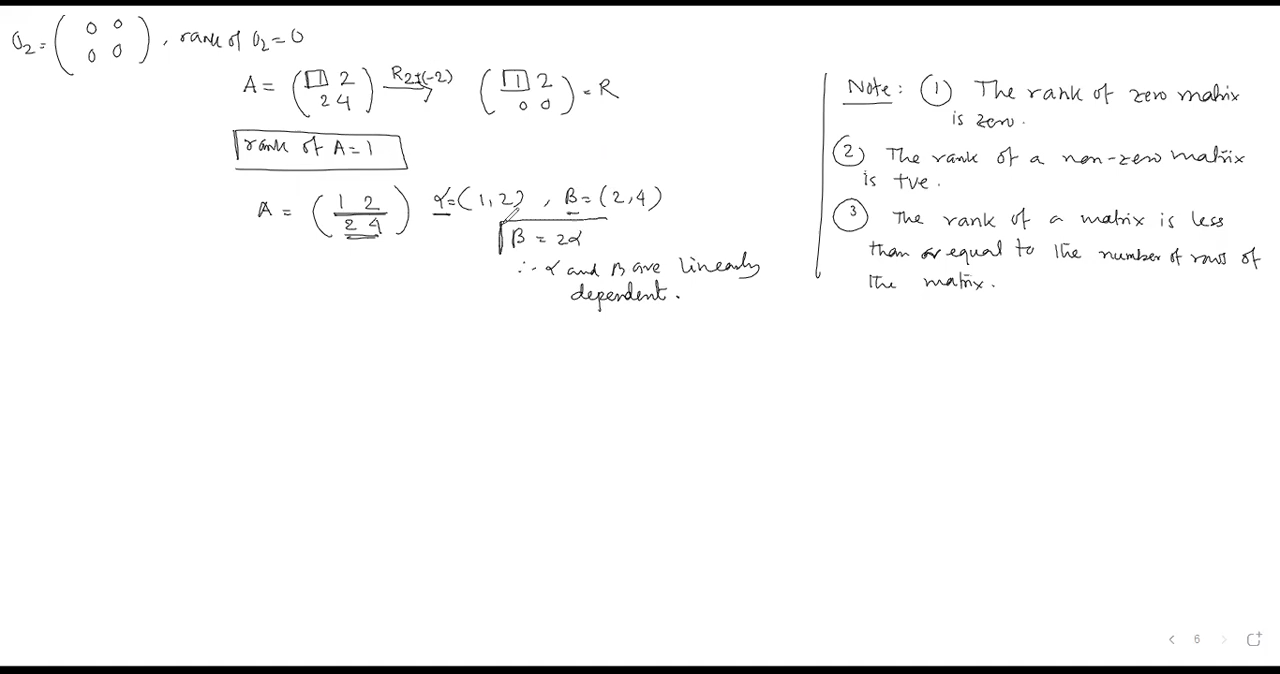 O₂ = ( 0 0 / 0 0 ), rank of O₂ = 0
A = ( 1 2 / 2 4 ) R₂+(-2) → ( 1 2 / 0 0 ) = R
rank of A = 1
A = ( 1 2 / 2 4 ) α = (1, 2), β = (2, 4)
β = 2α
∴ α and β are linearly
dependent.
Note: ① The rank of zero matrix
is zero.
② The rank of a non-zero matrix
is +ve.
③ The rank of a matrix is less
than or equal to the number of rows of
the matrix.
< 6 >